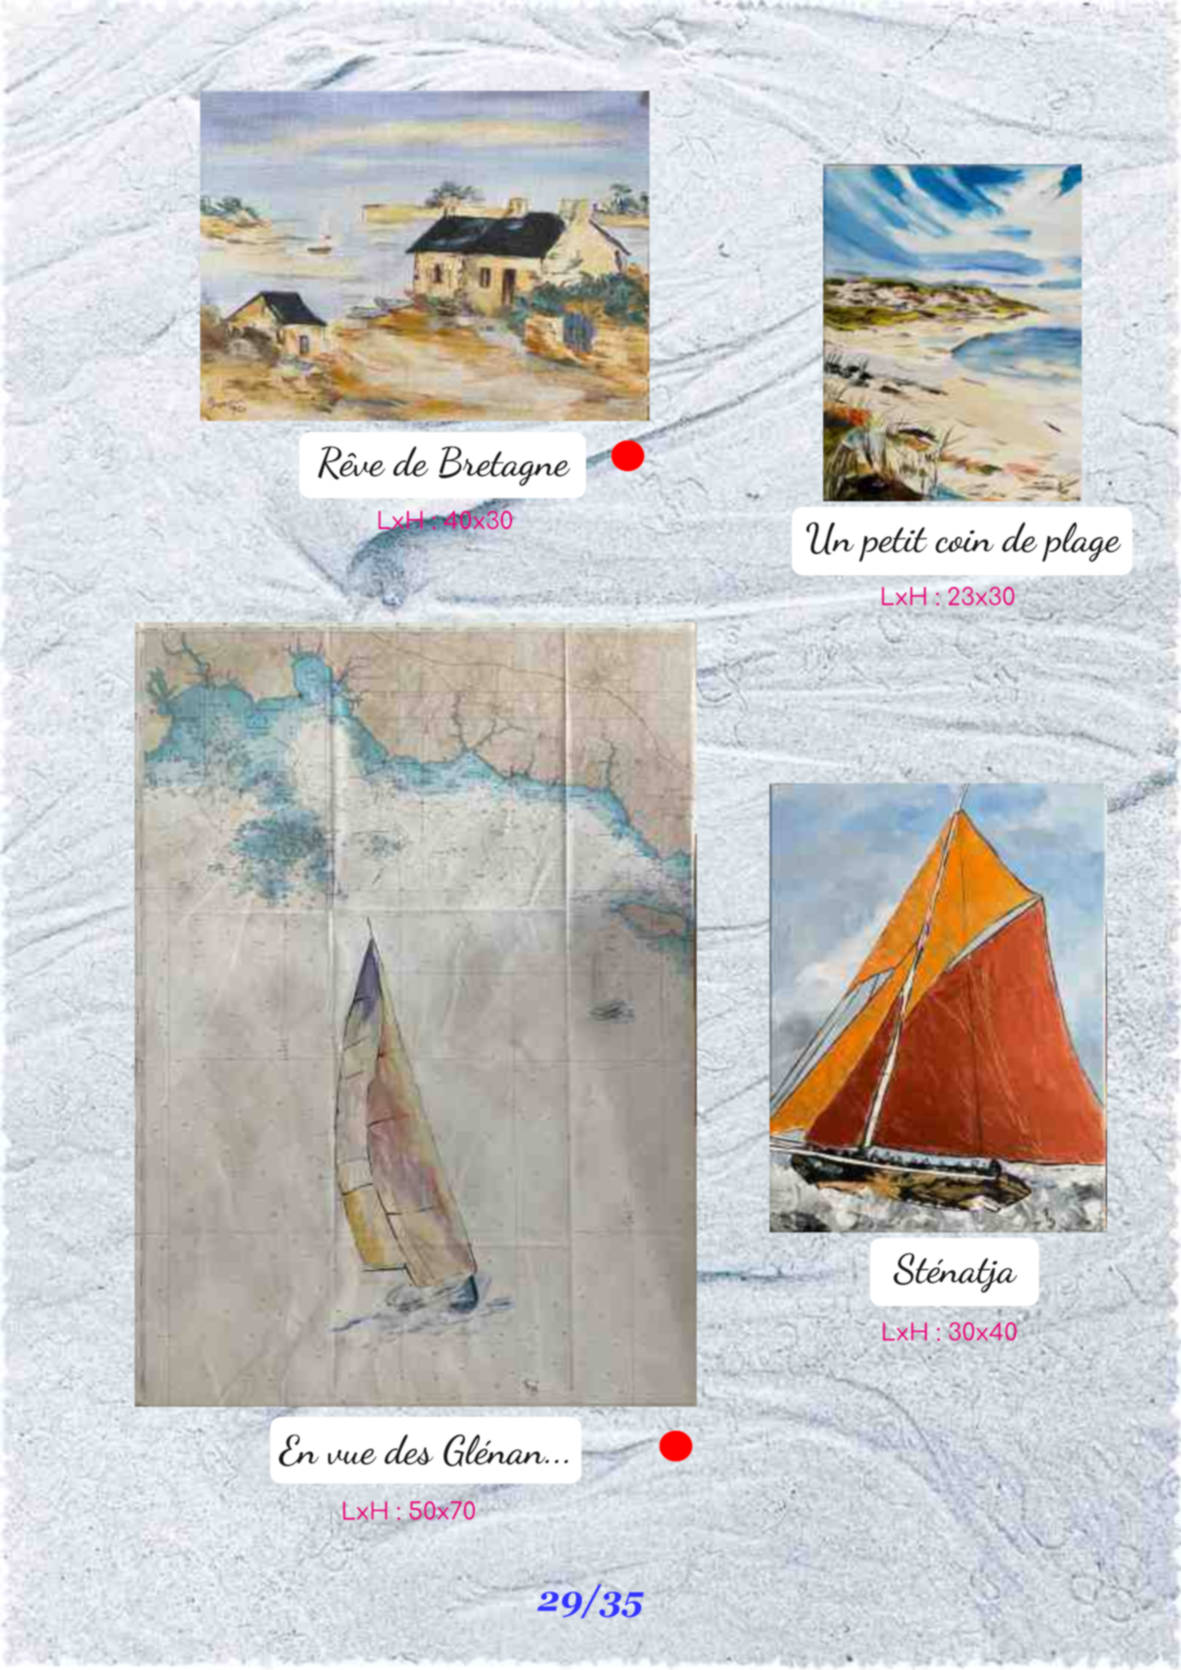 Rêve de Bretagne
LxH : 40x30
Un petit coin de plage
LxH : 23x30
Sténatja
LxH : 30x40
En vue des Glénan...
LxH : 50x70
29/35